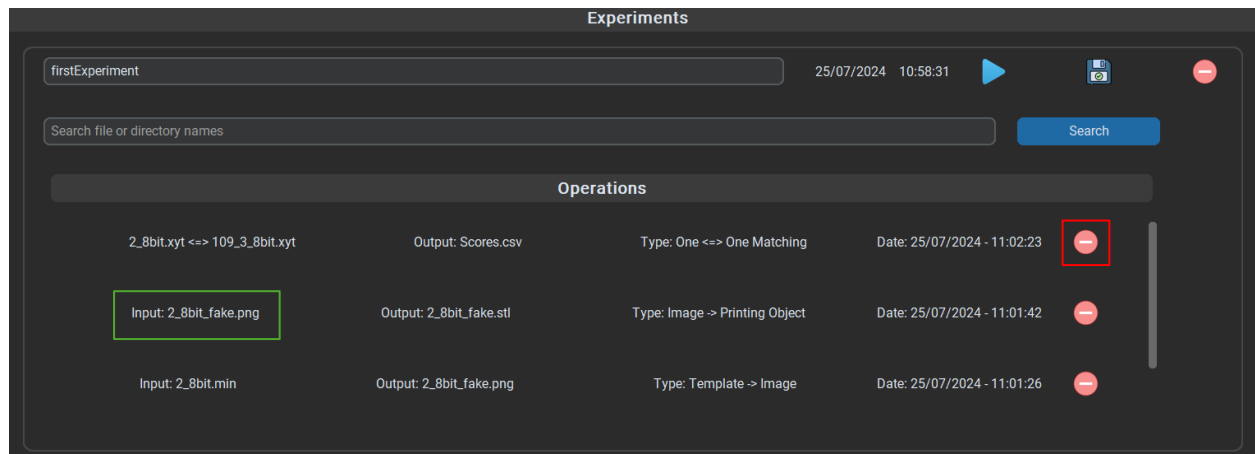 Experiments
firstExperiment 25/07/2024 10:58:31
Search file or directory names Search
Operations
2_8bit.xyt <=> 109_3_8bit.xyt Output: Scores.csv Type: One <=> One Matching Date: 25/07/2024 - 11:02:23
Input: 2_8bit_fake.png Output: 2_8bit_fake.stl Type: Image -> Printing Object Date: 25/07/2024 - 11:01:42
Input: 2_8bit.min Output: 2_8bit_fake.png Type: Template -> Image Date: 25/07/2024 - 11:01:26